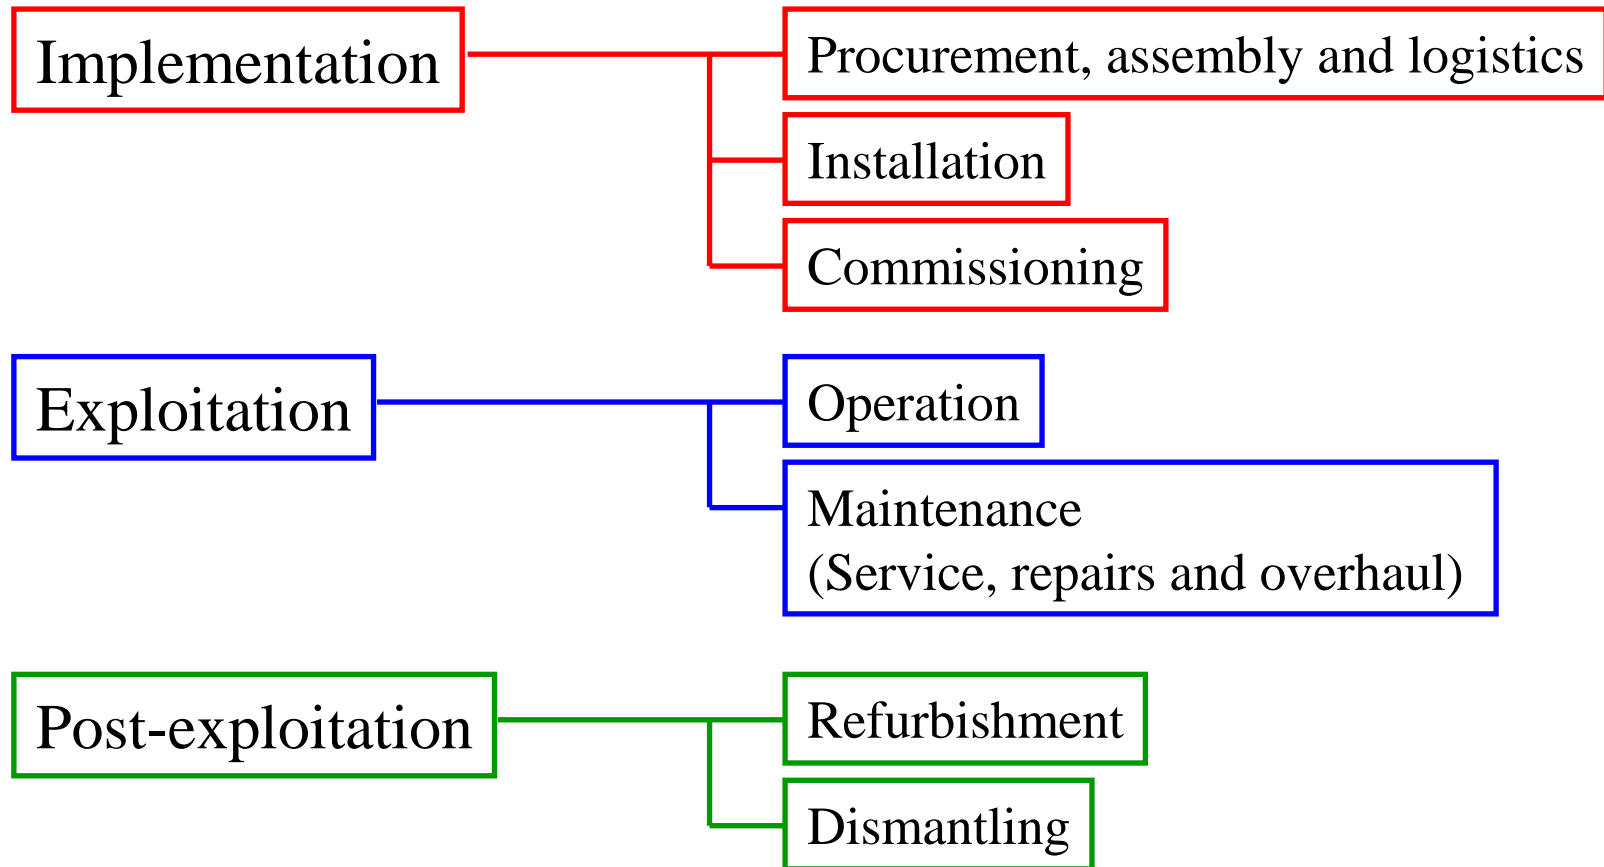 Implementation
Procurement, assembly and logistics
Installation
Commissioning
Exploitation
Operation
Maintenance
(Service, repairs and overhaul)
Post-exploitation
Refurbishment
Dismantling